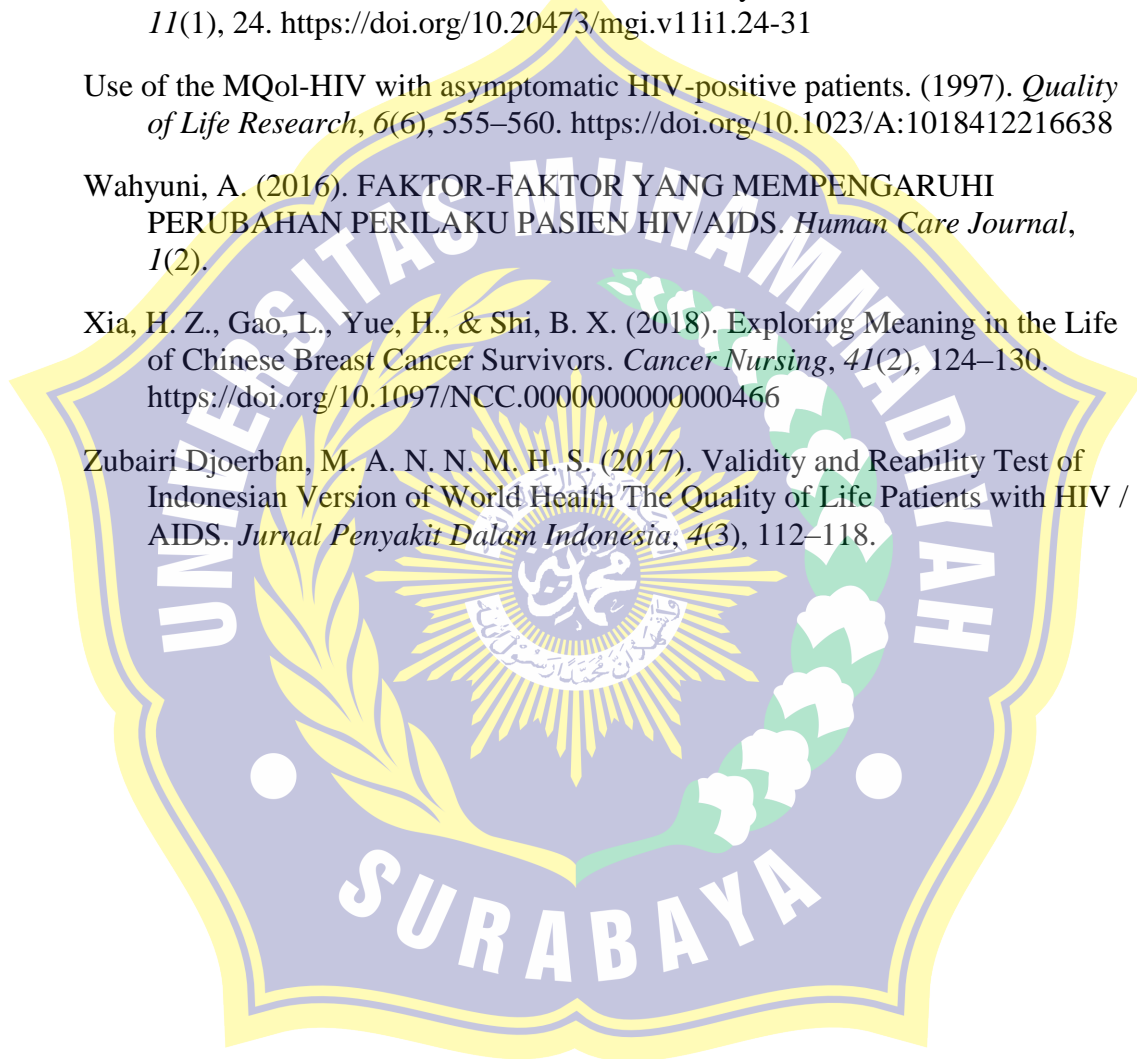 11(1), 24. https://doi.org/10.20473/mgi.v11i1.24-31
Use of the MQol-HIV with asymptomatic HIV-positive patients. (1997). Quality
of Life Research, 6(6), 555–560. https://doi.org/10.1023/A:1018412216638
Wahyuni, A. (2016). FAKTOR-FAKTOR YANG MEMPENGARUHI
PERUBAHAN PERILAKU PASIEN HIV/AIDS. Human Care Journal,
1(2).
Xia, H. Z., Gao, L., Yue, H., & Shi, B. X. (2018). Exploring Meaning in the Life
of Chinese Breast Cancer Survivors. Cancer Nursing, 41(2), 124–130.
https://doi.org/10.1097/NCC.0000000000000466
Zubairi Djoerban, M. A. N. N. M. H. S. (2017). Validity and Reability Test of
Indonesian Version of World Health The Quality of Life Patients with HIV /
AIDS. Jurnal Penyakit Dalam Indonesia, 4(3), 112–118.
UNIVERSITAS MUHAMMADIYAH
SURABAYA